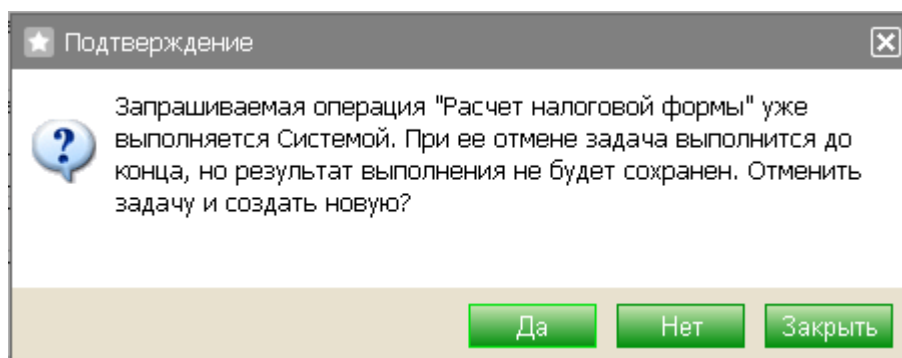 Подтверждение
Запрашиваемая операция "Расчет налоговой формы" уже
выполняется Системой. При ее отмене задача выполнится до
конца, но результат выполнения не будет сохранен. Отменить
задачу и создать новую?
Да
Нет
Закрыть